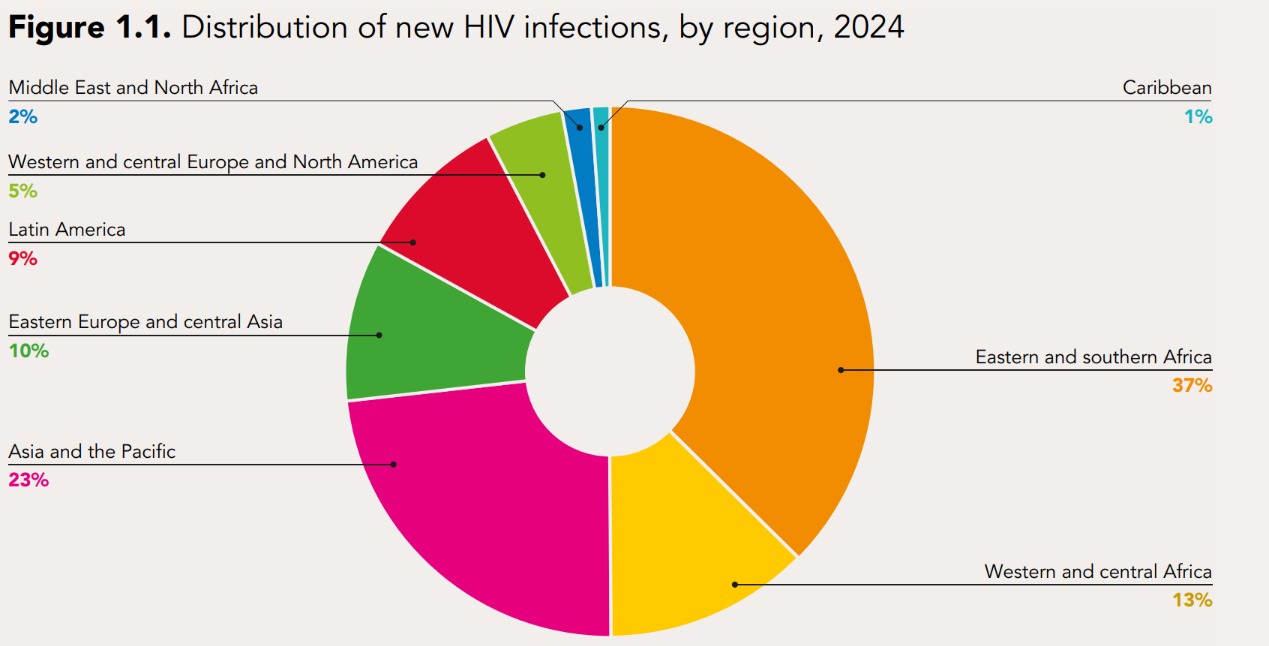 Figure 1.1. Distribution of new HIV infections, by region, 2024
Middle East and North Africa
2%
Western and central Europe and North America
5%
Latin America
9%
Eastern Europe and central Asia
10%
Asia and the Pacific
23%
Caribbean
1%
Eastern and southern Africa
37%
Western and central Africa
13%